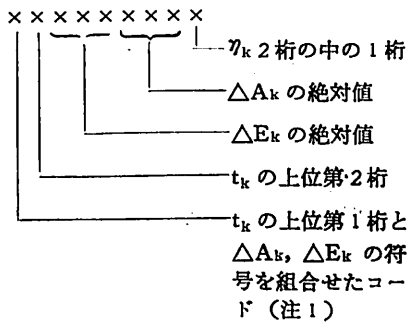 × × × × × × × × ×
ηk 2桁の中の1桁
△Ak の絶対値
△Ek の絶対値
tk の上位第2桁
tk の上位第1桁と
△Ak, △Ek の符
号を組合せたコー
ド (注1)